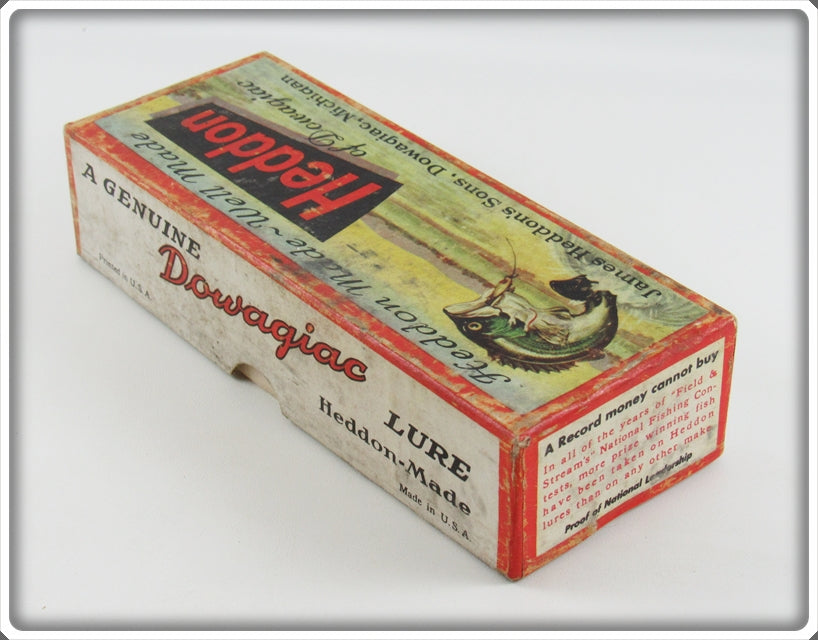 Heddon Made ~ Well Made
Heddon
of Dowagiac
James Heddon's Sons, Dowagiac, Michigan
A GENUINE
Dowagiac
LURE
Heddon-Made
Printed in U.S.A.
Made in U.S.A.
A Record money cannot buy
In all of the years of "Field &
Stream's" National Fishing Con-
tests, more prize winning fish
have been taken on Heddon
lures than on any other make.
Proof of National Leadership